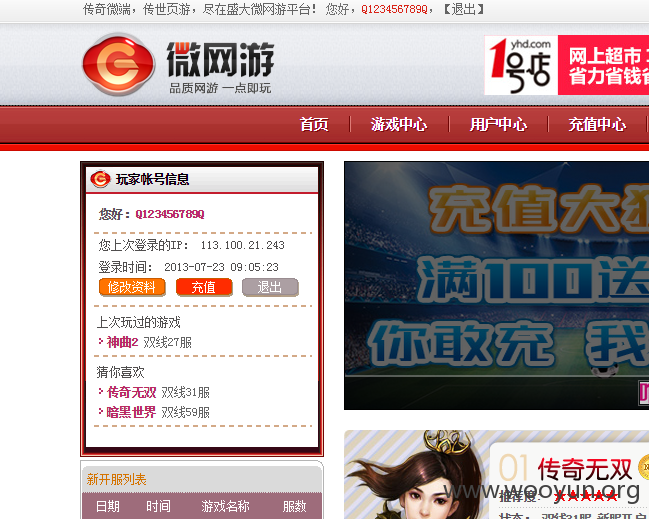 传奇微端，传世页游，尽在盛大微网游平台！ 您好，Q123456789Q，【退出】
微网游
品质网游 一点即玩
yhd.com
1号店
网上超市
省力省钱
首页 游戏中心 用户中心 充值中心
玩家帐号信息
您好：Q123456789Q
您上次登录的IP： 113.100.21.243
登录时间： 2013-07-23 09:05:23
修改资料 充值 退出
上次玩过的游戏
神曲2 双线27服
猜你喜欢
传奇无双 双线31服
暗黑世界 双线59服
新开服列表
日期 时间 游戏名称 服数
充值大
满100送
你敢充 我
01 传奇无双
推荐度：★★★★★
www.wooyun.org